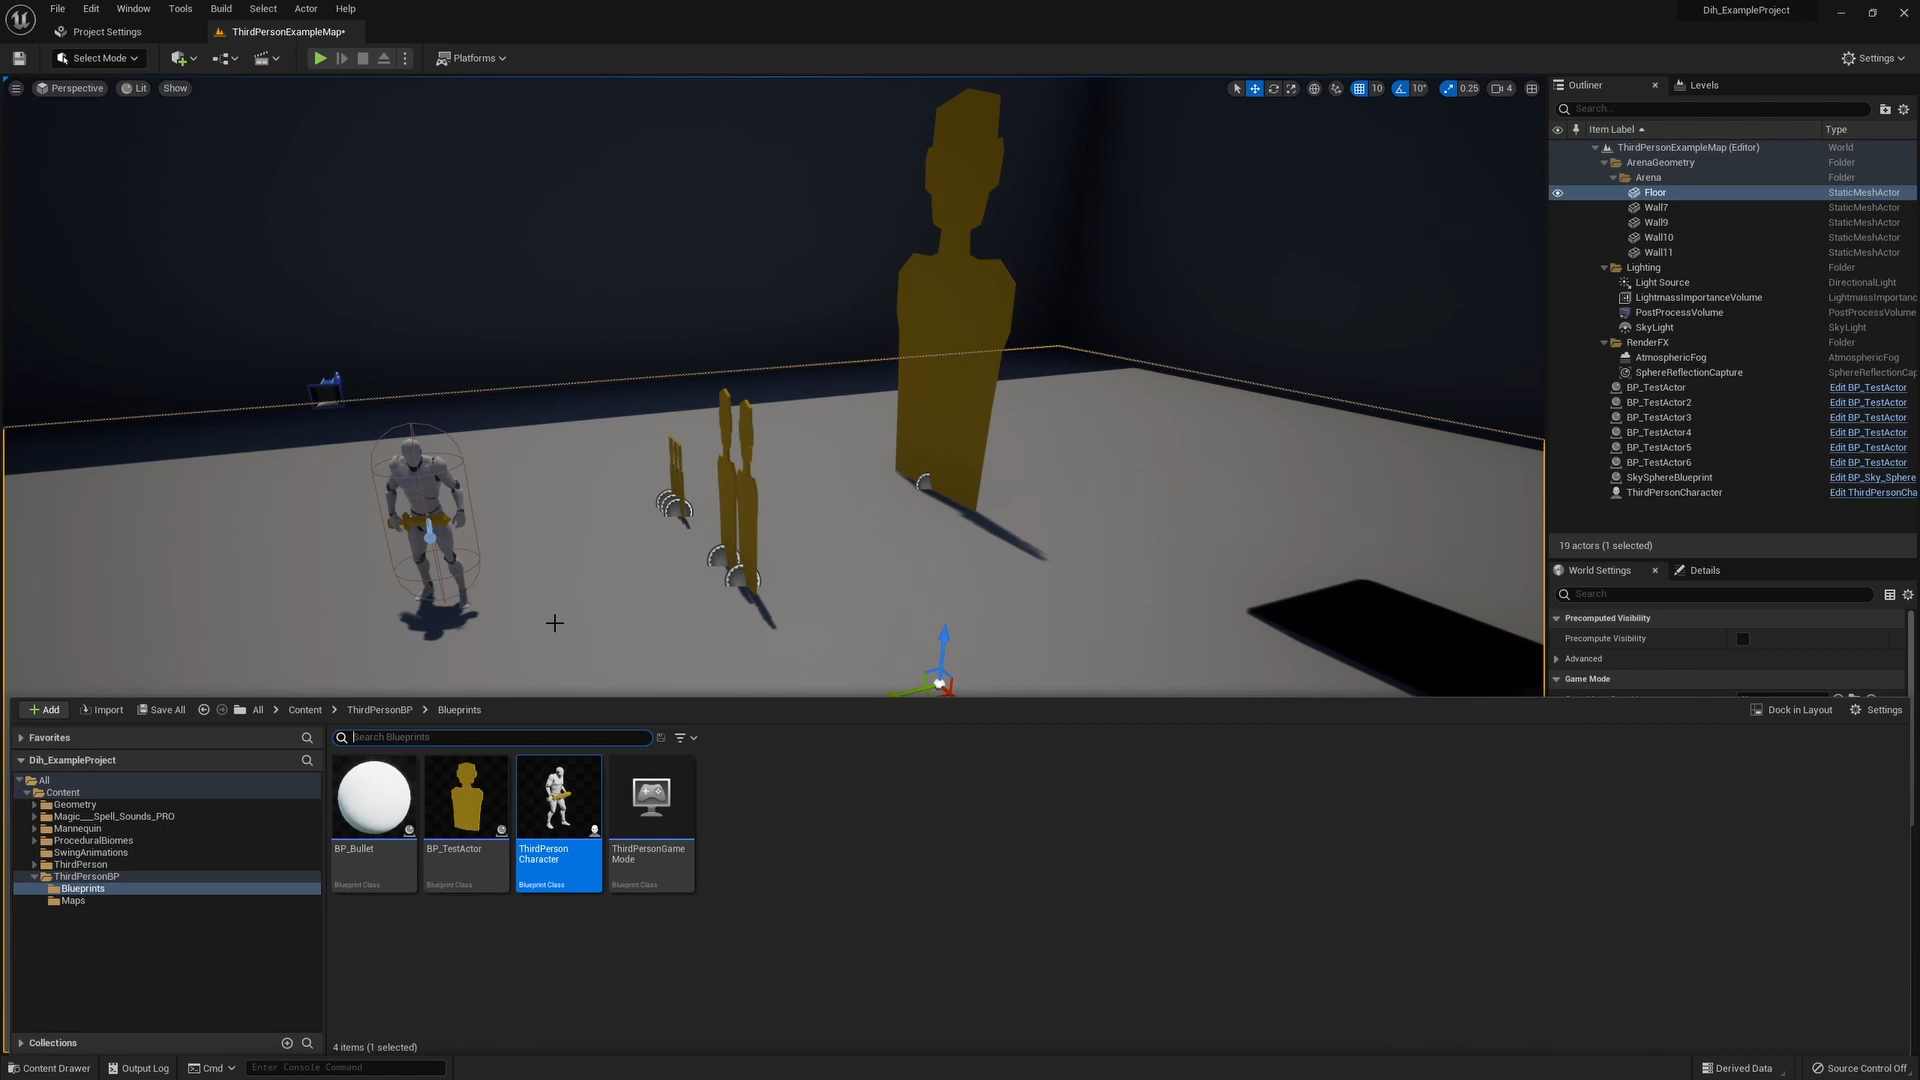 File Edit Window Tools Build Select Actor Help
Dih_ExampleProject
Project Settings
ThirdPersonExampleMap*
Select Mode
Platforms
Settings
Perspective
Lit
Show
10
10°
0.25
4
Outliner
Levels
Search...
Item Label
Type
ThirdPersonExampleMap (Editor) World
ArenaGeometry Folder
Arena Folder
Floor StaticMeshActor
Wall7 StaticMeshActor
Wall9 StaticMeshActor
Wall10 StaticMeshActor
Wall11 StaticMeshActor
Lighting Folder
Light Source DirectionalLight
LightmassImportanceVolume LightmassImportanc
PostProcessVolume PostProcessVolume
SkyLight SkyLight
RenderFX Folder
AtmosphericFog AtmosphericFog
SphereReflectionCapture SphereReflectionCap
BP_TestActor Edit BP_TestActor
BP_TestActor2 Edit BP_TestActor
BP_TestActor3 Edit BP_TestActor
BP_TestActor4 Edit BP_TestActor
BP_TestActor5 Edit BP_TestActor
BP_TestActor6 Edit BP_TestActor
SkySphereBlueprint Edit BP_Sky_Sphere
ThirdPersonCharacter Edit ThirdPersonCha
19 actors (1 selected)
World Settings
Details
Search
Precomputed Visibility
Precompute Visibility
Advanced
Game Mode
Add
Import
Save All
All
Content
ThirdPersonBP
Blueprints
Dock in Layout
Settings
Favorites
Dih_ExampleProject
All
Content
Geometry
Magic___Spell_Sounds_PRO
Mannequin
ProceduralBiomes
SwingAnimations
ThirdPerson
ThirdPersonBP
Blueprints
Maps
Collections
Search Blueprints
BP_Bullet
Blueprint Class
BP_TestActor
Blueprint Class
ThirdPerson
Character
Blueprint Class
ThirdPersonGame
Mode
Blueprint Class
4 items (1 selected)
Content Drawer
Output Log
Cmd
Enter Console Command
Derived Data
Source Control Off